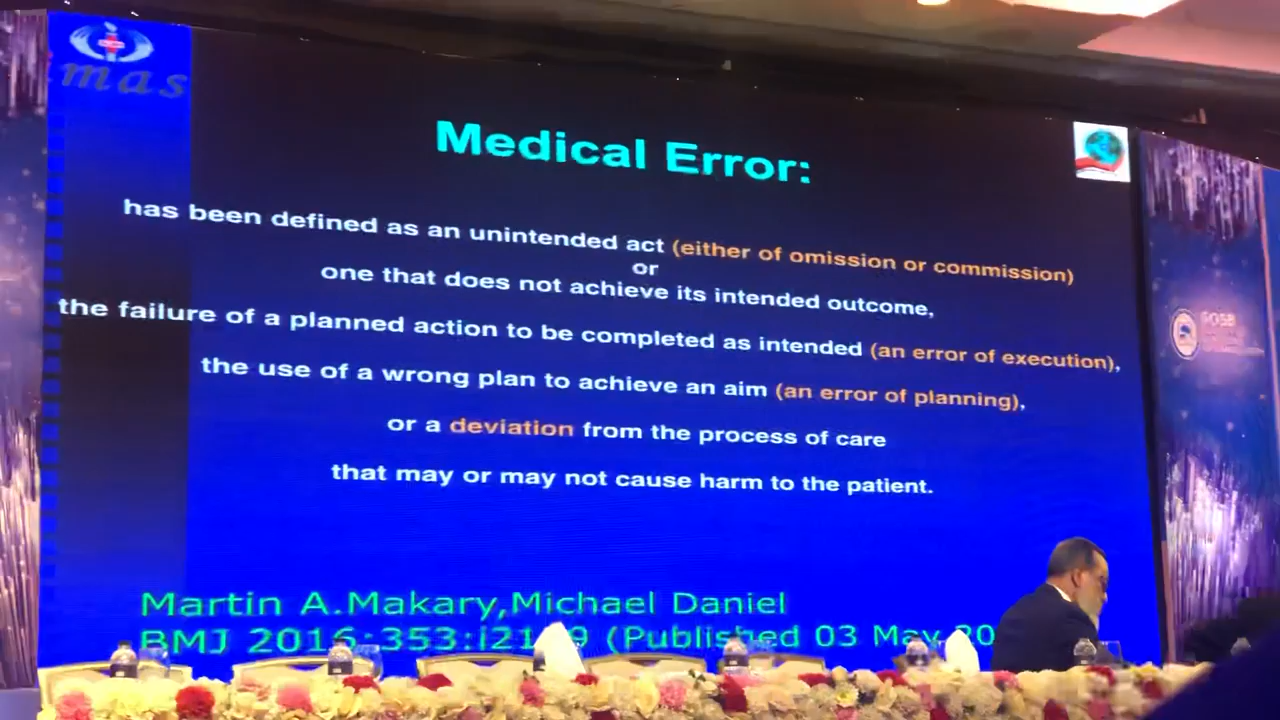 imas
Medical Error:
has been defined as an unintended act (either of omission or commission)
or
one that does not achieve its intended outcome,
the failure of a planned action to be completed as intended (an error of execution),
the use of a wrong plan to achieve an aim (an error of planning),
or a deviation from the process of care
that may or may not cause harm to the patient.
Martin A.Makary,Michael Daniel
BMJ 2016;353:i21 9 (Published 03 May 20